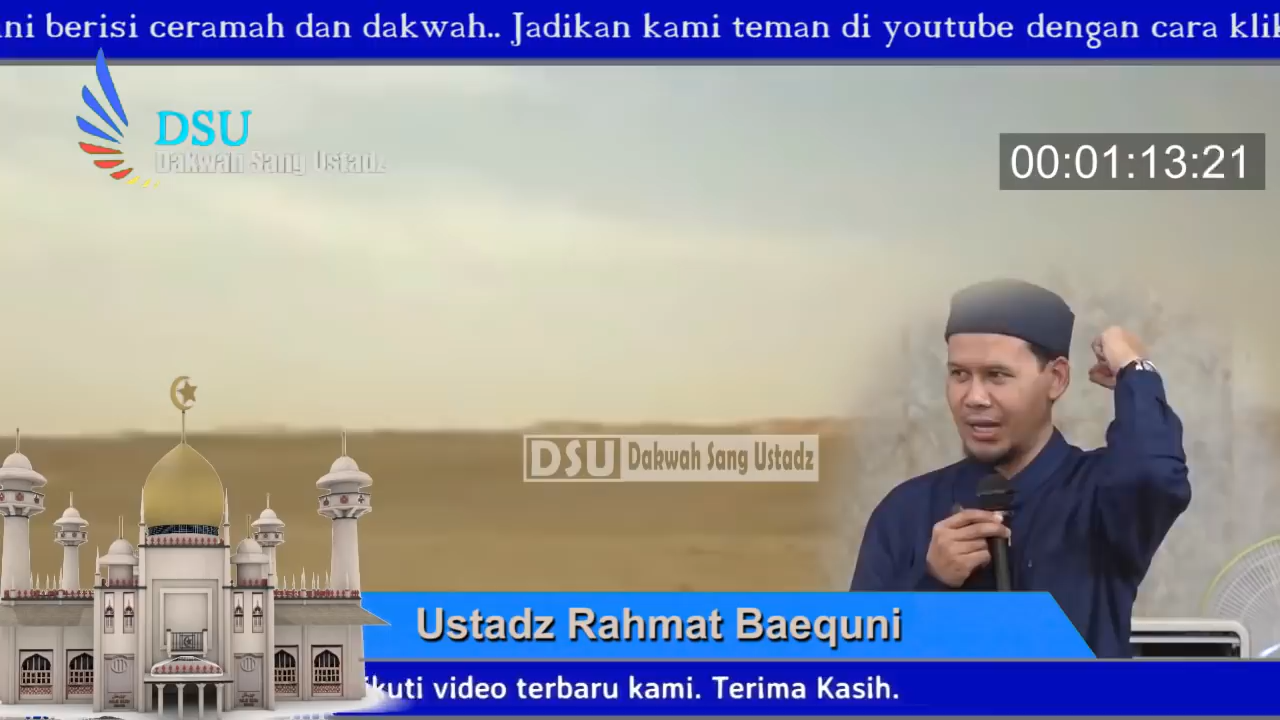 ni berisi ceramah dan dakwah.. Jadikan kami teman di youtube dengan cara klik
DSU
Dakwah Sang Ustadz
00:01:13:21
DSU Dakwah Sang Ustadz
Ustadz Rahmat Baequni
kuti video terbaru kami. Terima Kasih.